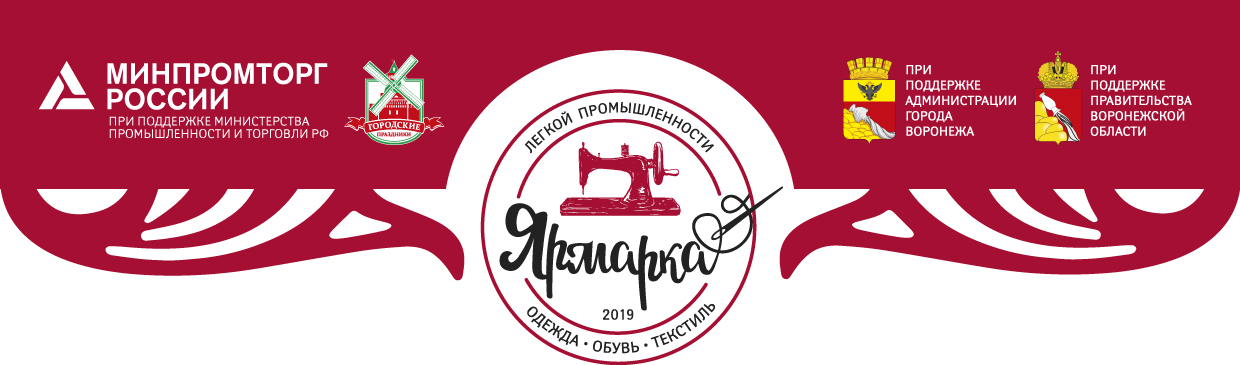 МИНПРОМТОРГ
РОССИИ
ПРИ ПОДДЕРЖКЕ МИНИСТЕРСТВА
ПРОМЫШЛЕННОСТИ И ТОРГОВЛИ РФ
ГОРОДСКИЕ
ПРАЗДНИКИ
ЛЕГКОЙ ПРОМЫШЛЕННОСТИ
Ярмарка
2019
ОДЕЖДА • ОБУВЬ • ТЕКСТИЛЬ
ПРИ
ПОДДЕРЖКЕ
АДМИНИСТРАЦИИ
ГОРОДА
ВОРОНЕЖА
ПРИ
ПОДДЕРЖКЕ
ПРАВИТЕЛЬСТВА
ВОРОНЕЖСКОЙ
ОБЛАСТИ